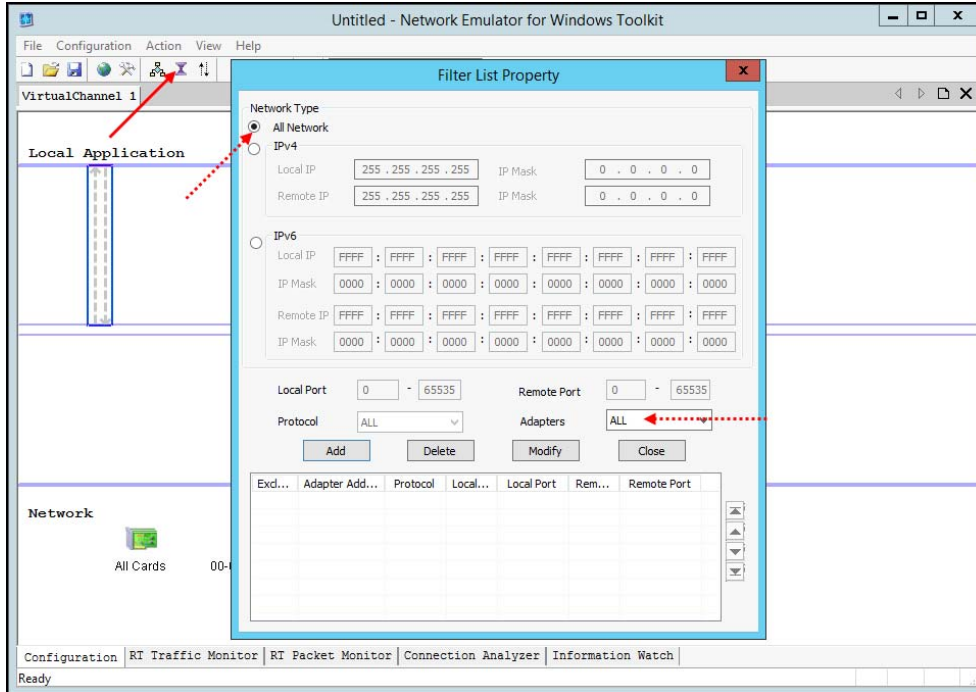 Untitled - Network Emulator for Windows Toolkit
File Configuration Action View Help
VirtualChannel 1
Filter List Property
Network Type
All Network
Local Application
IPv4
Local IP 255 . 255 . 255 . 255 IP Mask 0 . 0 . 0 . 0
Remote IP 255 . 255 . 255 . 255 IP Mask 0 . 0 . 0 . 0
IPv6
Local IP FFFF : FFFF : FFFF : FFFF : FFFF : FFFF : FFFF : FFFF
IP Mask 0000 : 0000 : 0000 : 0000 : 0000 : 0000 : 0000 : 0000
Remote IP FFFF : FFFF : FFFF : FFFF : FFFF : FFFF : FFFF : FFFF
IP Mask 0000 : 0000 : 0000 : 0000 : 0000 : 0000 : 0000 : 0000
Local Port 0 - 65535 Remote Port 0 - 65535
Protocol ALL Adapters ALL
Add Delete Modify Close
Excl... Adapter Add... Protocol Local... Local Port Rem... Remote Port
Network
All Cards
Configuration RT Traffic Monitor RT Packet Monitor Connection Analyzer Information Watch
Ready